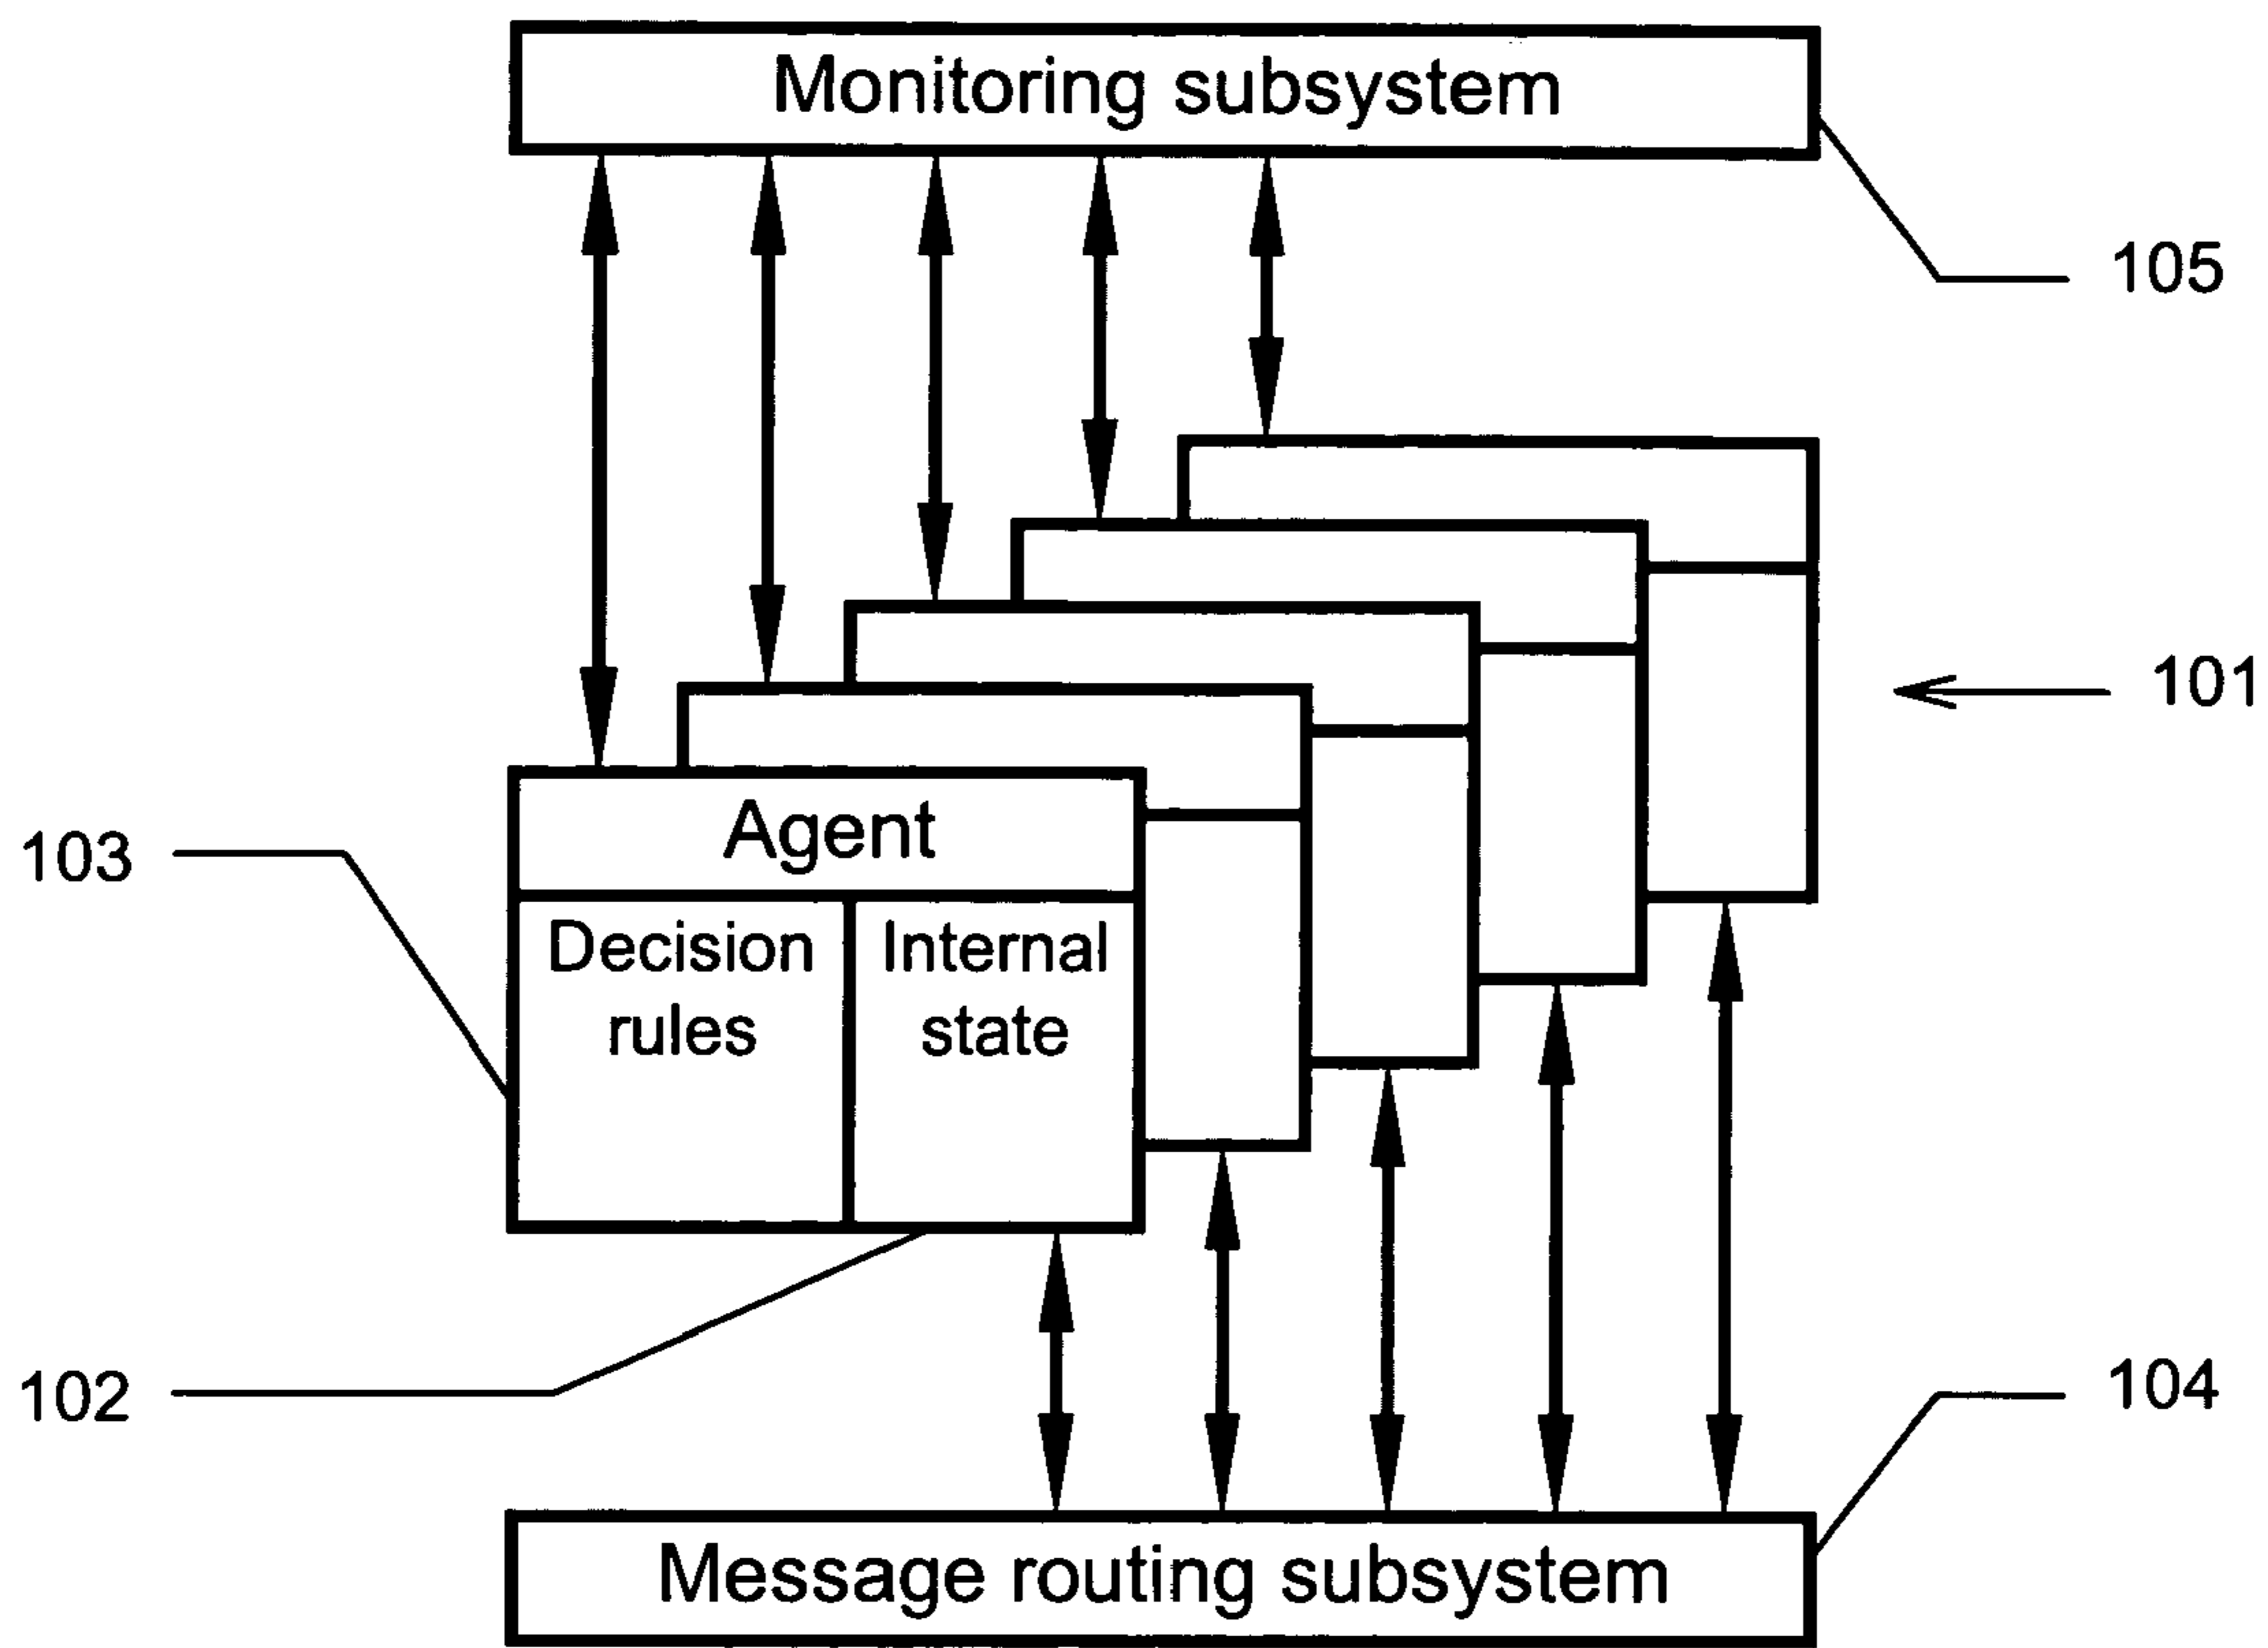 Monitoring subsystem
105
101
Agent
103
Decision rules
Internal state
102
104
Message routing subsystem